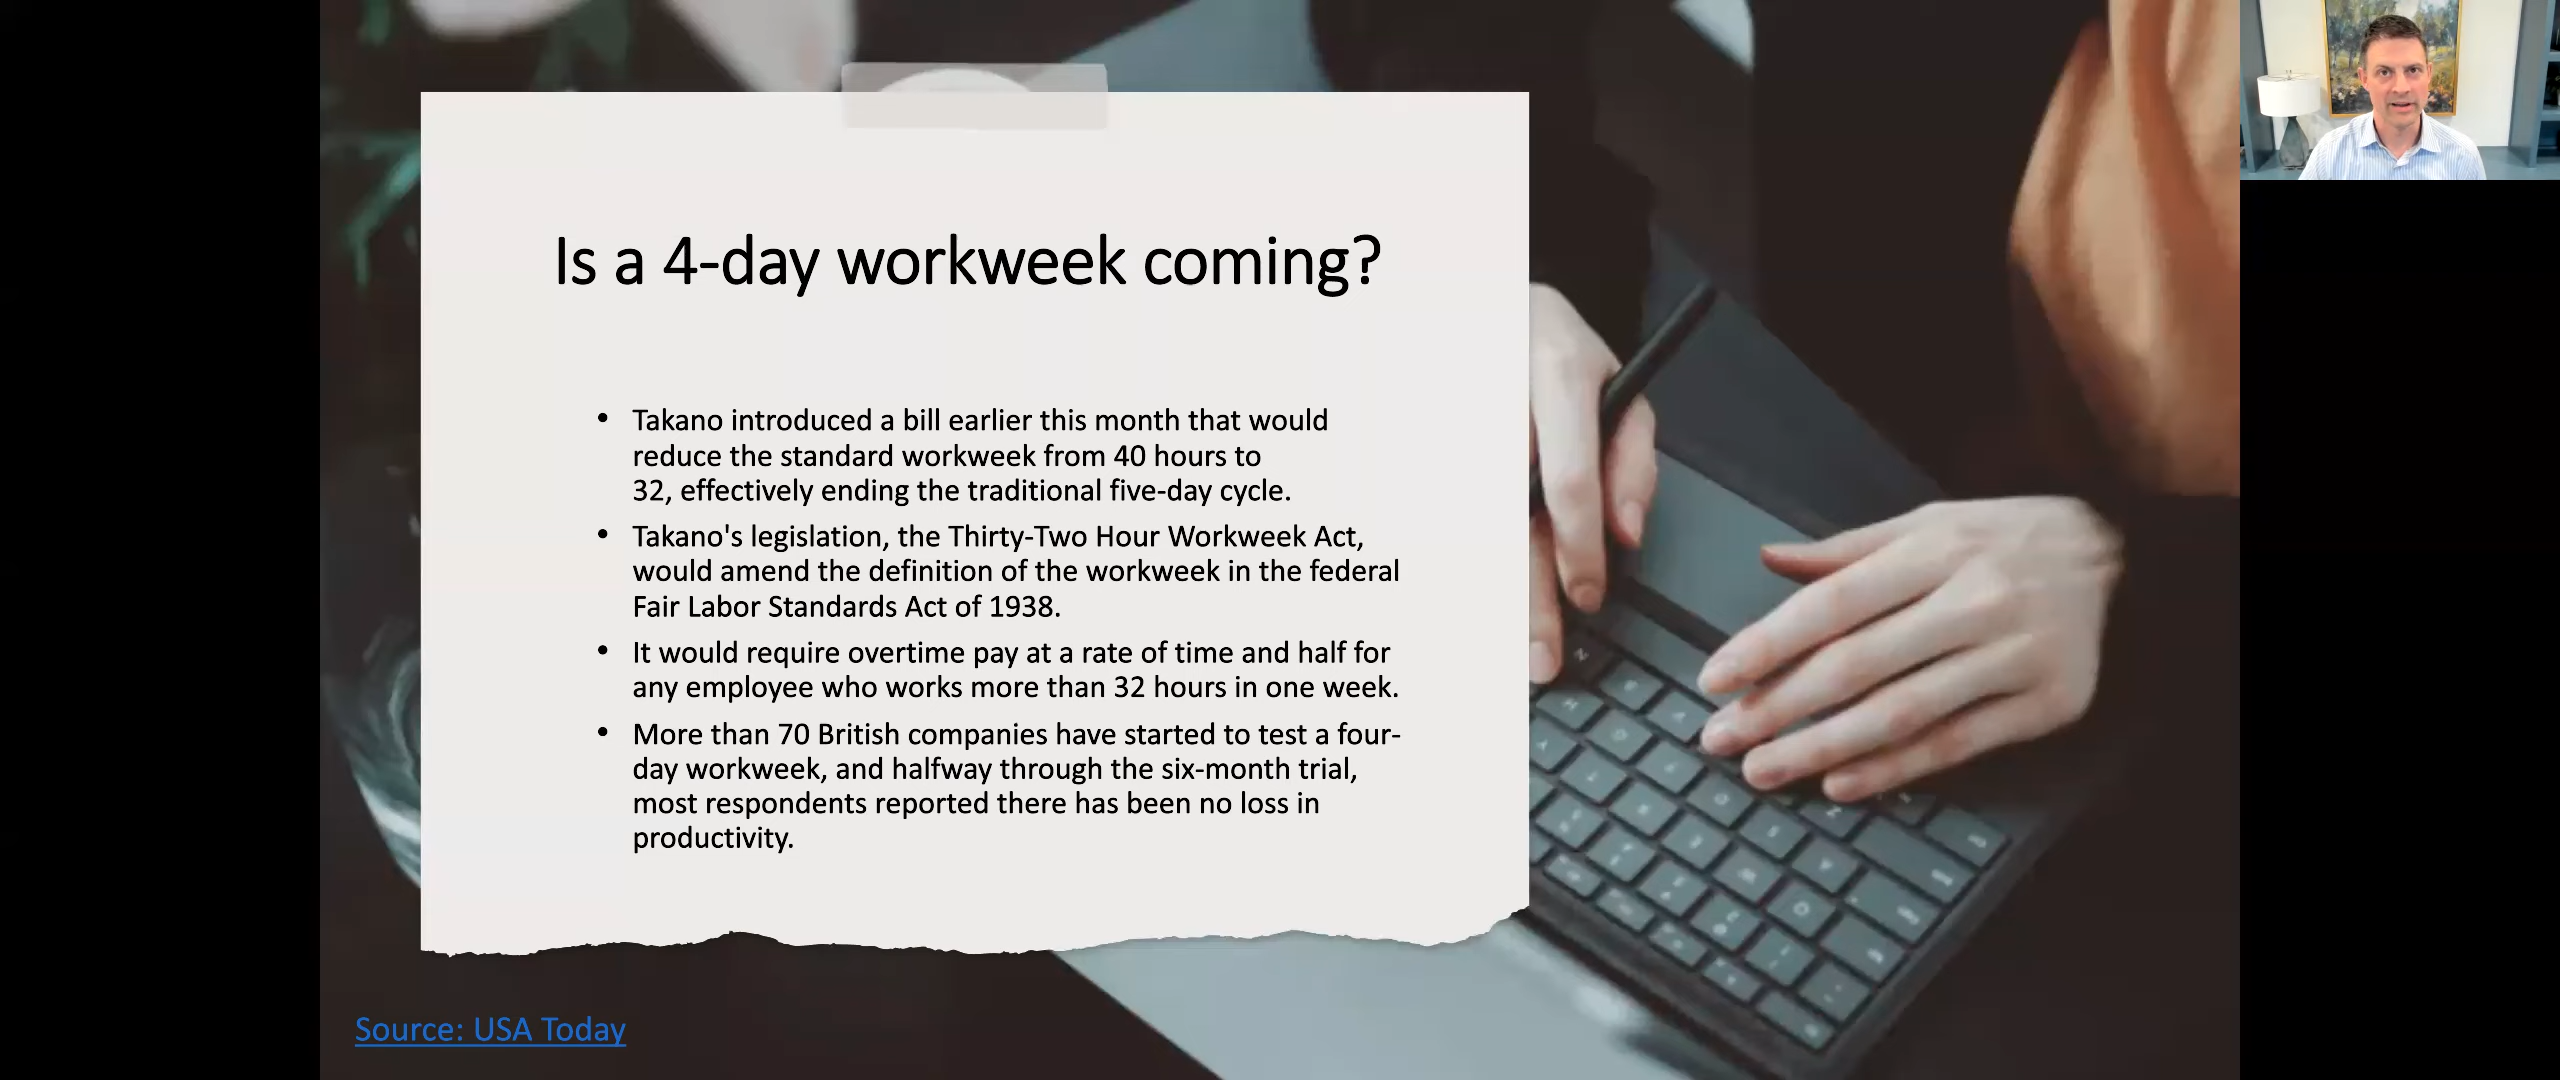 Is a 4-day workweek coming?
• Takano introduced a bill earlier this month that would
reduce the standard workweek from 40 hours to
32, effectively ending the traditional five-day cycle.
• Takano's legislation, the Thirty-Two Hour Workweek Act,
would amend the definition of the workweek in the federal
Fair Labor Standards Act of 1938.
• It would require overtime pay at a rate of time and half for
any employee who works more than 32 hours in one week.
• More than 70 British companies have started to test a four-
day workweek, and halfway through the six-month trial,
most respondents reported there has been no loss in
productivity.
Source: USA Today